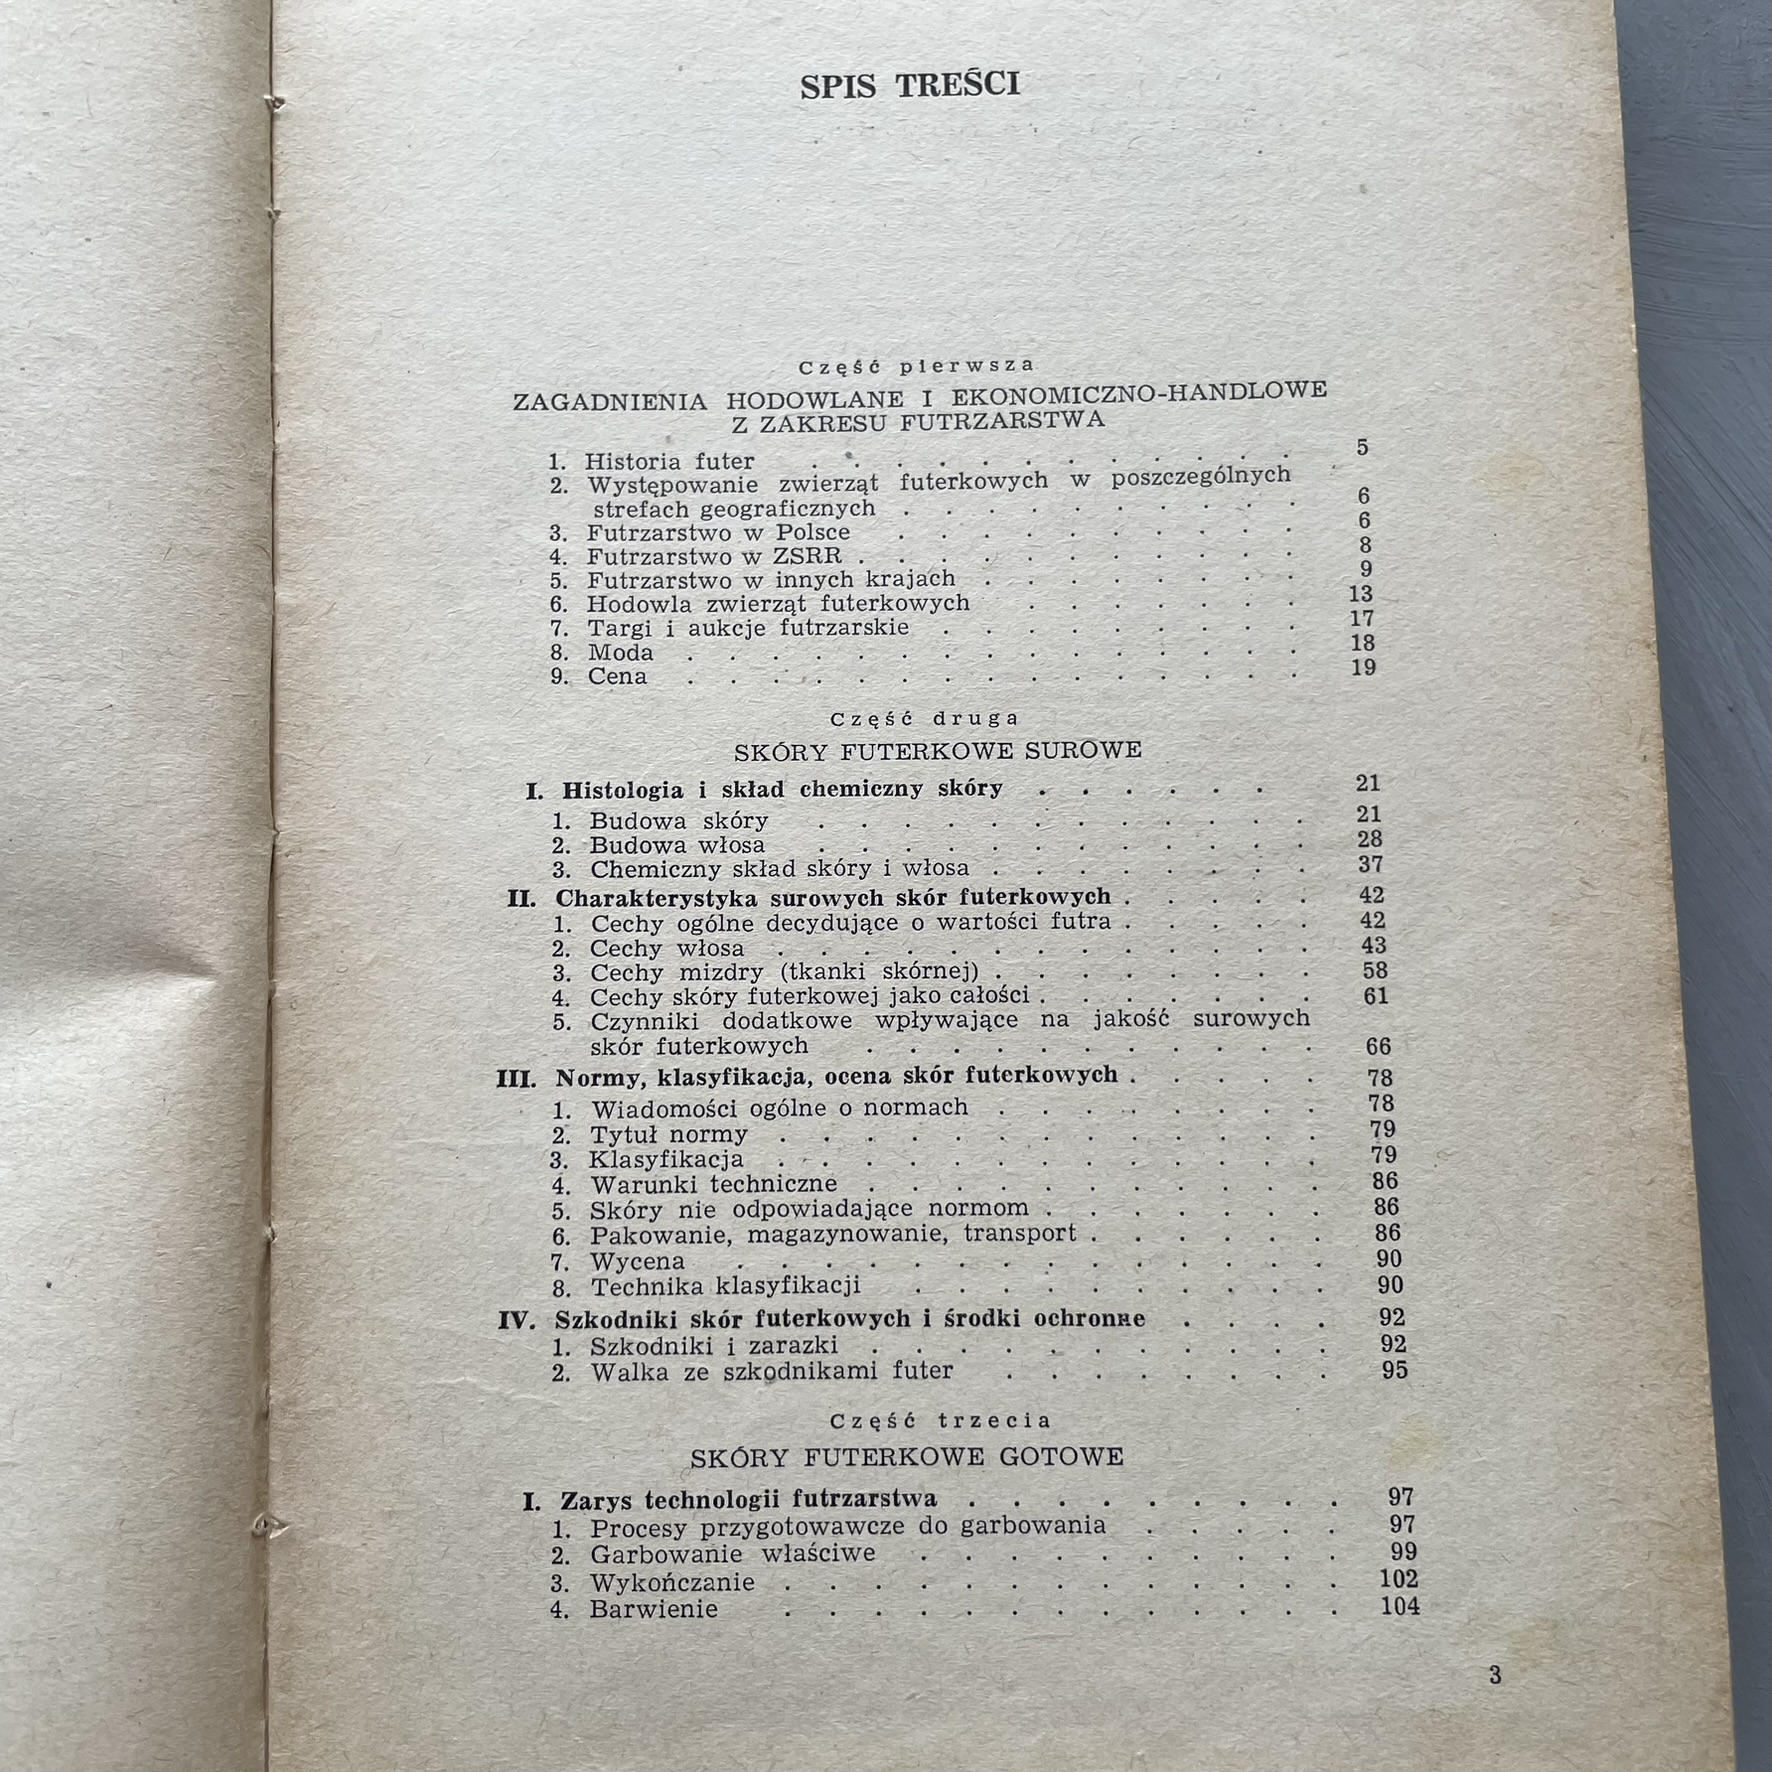 SPIS TREŚCI
Część pierwsza
ZAGADNIENIA HODOWLANE I EKONOMICZNO-HANDLOWE
Z ZAKRESU FUTRZARSTWA
1. Historia futer . . . . . . . . . . . . 5
2. Występowanie zwierząt futerkowych w poszczególnych
strefach geograficznych . . . . . . . . . . 6
3. Futrzarstwo w Polsce . . . . . . . . . . 6
4. Futrzarstwo w ZSRR . . . . . . . . . . . 8
5. Futrzarstwo w innych krajach . . . . . . . . 9
6. Hodowla zwierząt futerkowych . . . . . . . 13
7. Targi i aukcje futrzarskie . . . . . . . . . 17
8. Moda . . . . . . . . . . . . . . . 18
9. Cena . . . . . . . . . . . . . . . 19
Część druga
SKÓRY FUTERKOWE SUROWE
I. Histologia i skład chemiczny skóry . . . . . . 21
1. Budowa skóry . . . . . . . . . . . . 21
2. Budowa włosa . . . . . . . . . . . . 28
3. Chemiczny skład skóry i włosa . . . . . . . . 37
II. Charakterystyka surowych skór futerkowych . . . . . 42
1. Cechy ogólne decydujące o wartości futra . . . . . 42
2. Cechy włosa . . . . . . . . . . . . . 43
3. Cechy mizdry (tkanki skórnej) . . . . . . . . 58
4. Cechy skóry futerkowej jako całości . . . . . . . 61
5. Czynniki dodatkowe wpływające na jakość surowych
skór futerkowych . . . . . . . . . . . 66
III. Normy, klasyfikacja, ocena skór futerkowych . . . . . 78
1. Wiadomości ogólne o normach . . . . . . . . 78
2. Tytuł normy . . . . . . . . . . . . . 79
3. Klasyfikacja . . . . . . . . . . . . . 79
4. Warunki techniczne . . . . . . . . . . . 86
5. Skóry nie odpowiadające normom . . . . . . . 86
6. Pakowanie, magazynowanie, transport . . . . . . 86
7. Wycena . . . . . . . . . . . . . . 90
8. Technika klasyfikacji . . . . . . . . . . 90
IV. Szkodniki skór futerkowych i środki ochronne . . . . 92
1. Szkodniki i zarazki . . . . . . . . . . . 92
2. Walka ze szkodnikami futer . . . . . . . . 95
Część trzecia
SKÓRY FUTERKOWE GOTOWE
I. Zarys technologii futrzarstwa . . . . . . . . . 97
1. Procesy przygotowawcze do garbowania . . . . . 97
2. Garbowanie właściwe . . . . . . . . . . 99
3. Wykończanie . . . . . . . . . . . . . 102
4. Barwienie . . . . . . . . . . . . . 104
3